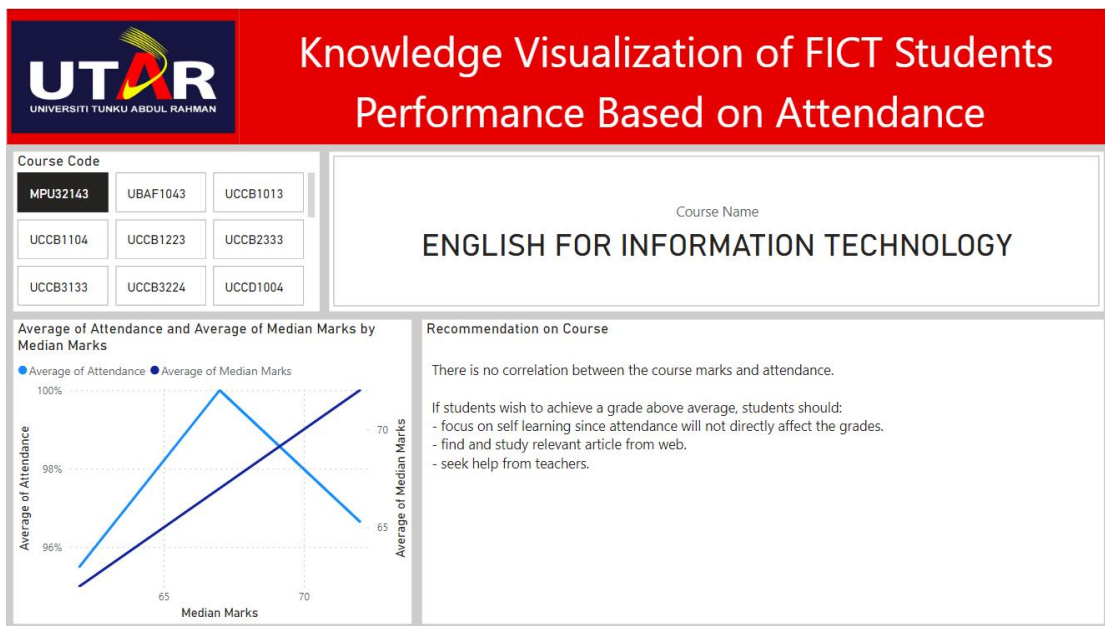 UTAR
UNIVERSITI TUNKU ABDUL RAHMAN
Knowledge Visualization of FICT Students
Performance Based on Attendance
Course Code
MPU32143
UBAF1043
UCCB1013
UCCB1104
UCCB1223
UCCB2333
UCCB3133
UCCB3224
UCCD1004
Course Name
ENGLISH FOR INFORMATION TECHNOLOGY
Average of Attendance and Average of Median Marks by
Median Marks
Average of Attendance
Average of Median Marks
100%
98%
96%
Average of Attendance
70
65
Average of Median Marks
65
70
Median Marks
Recommendation on Course
There is no correlation between the course marks and attendance.
If students wish to achieve a grade above average, students should:
- focus on self learning since attendance will not directly affect the grades.
- find and study relevant article from web.
- seek help from teachers.